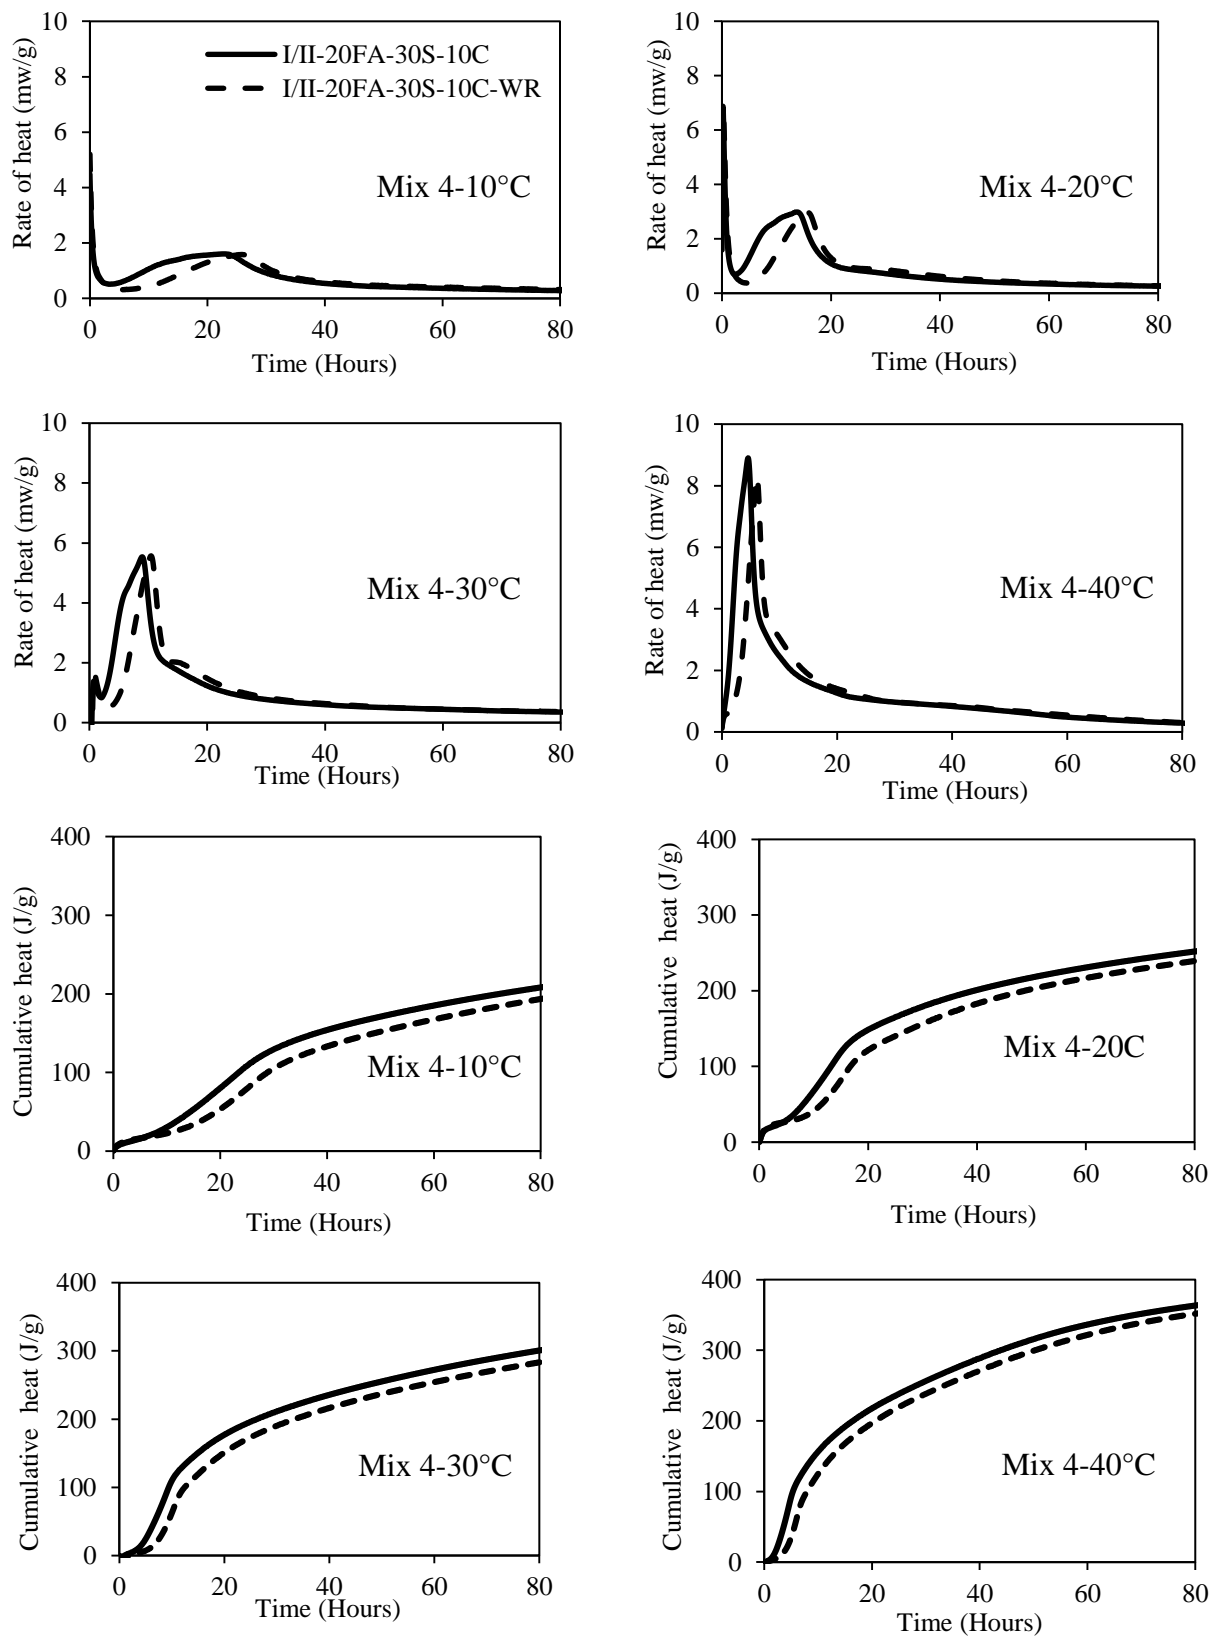 Rate of heat (mw/g)
10
8
6
4
2
0
I/II-20FA-30S-10C
I/II-20FA-30S-10C-WR
Mix 4-10°C
0 20 40 60 80
Time (Hours)
Rate of heat (mw/g)
10
8
6
4
2
0
Mix 4-20°C
0 20 40 60 80
Time (Hours)
Rate of heat (mw/g)
10
8
6
4
2
0
Mix 4-30°C
0 20 40 60 80
Time (Hours)
Rate of heat (mw/g)
10
8
6
4
2
0
Mix 4-40°C
0 20 40 60 80
Time (Hours)
Cumulative heat (J/g)
400
300
200
100
0
Mix 4-10°C
0 20 40 60 80
Time (Hours)
Cumulative heat (J/g)
400
300
200
100
0
Mix 4-20C
0 20 40 60 80
Time (Hours)
Cumulative heat (J/g)
400
300
200
100
0
Mix 4-30°C
0 20 40 60 80
Time (Hours)
Cumulative heat (J/g)
400
300
200
100
0
Mix 4-40°C
0 20 40 60 80
Time (Hours)